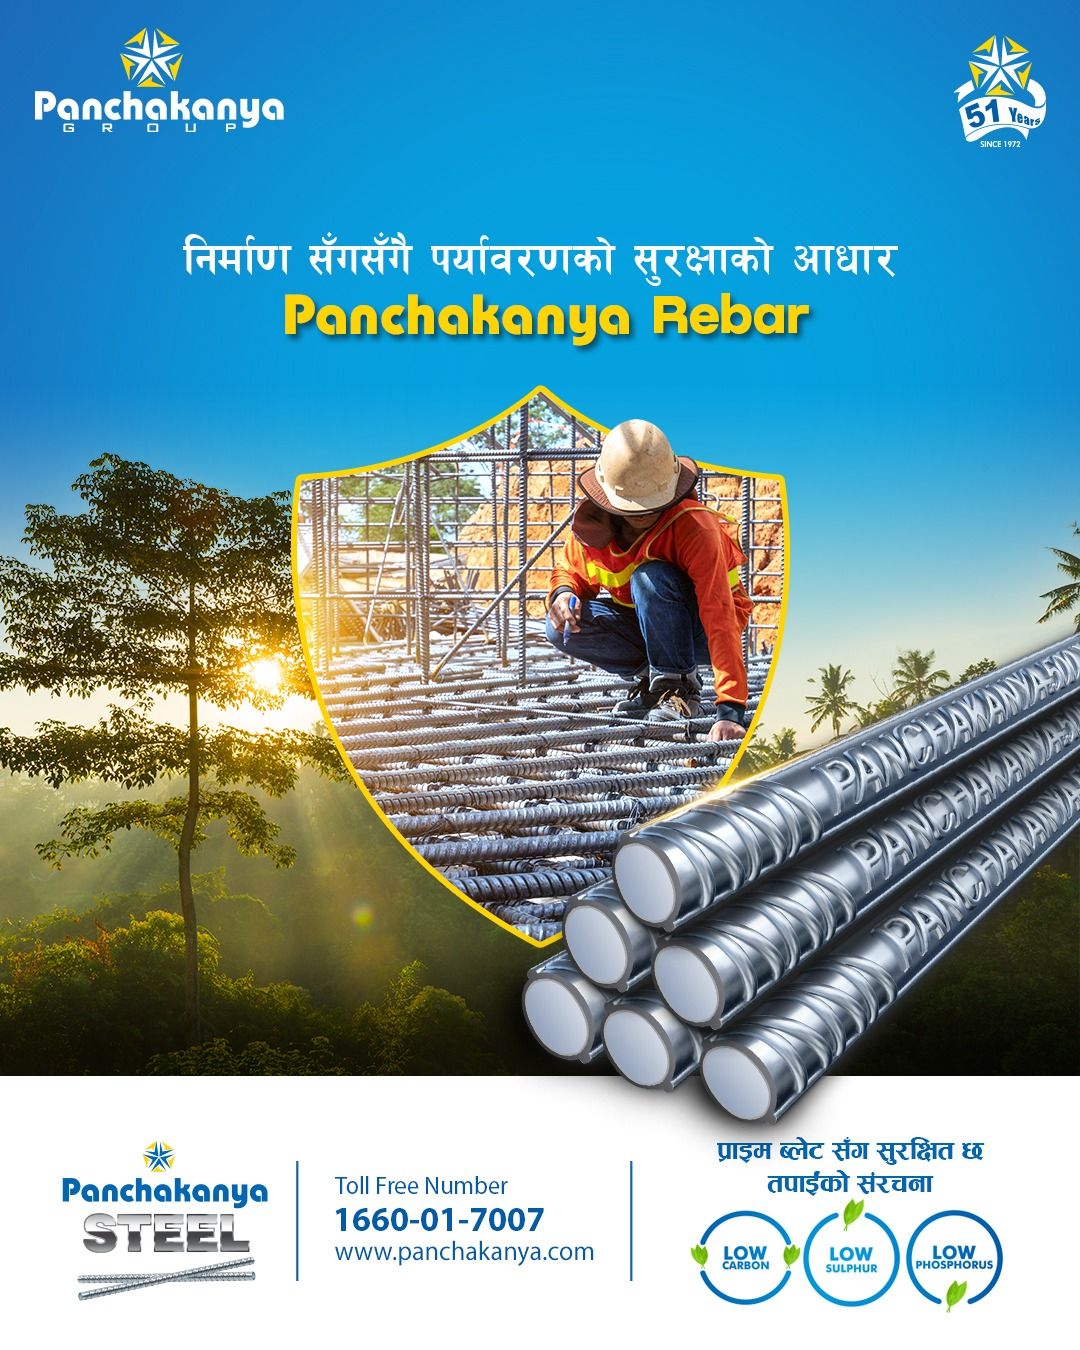 Panchakanya
GROUP
51 Years
SINCE 1972
निर्माण सँगसँगै पर्यावरणको सुरक्षाको आधार
Panchakanya Rebar
PANCHAKANYA 500
PANCHAKANYA
PANCHAKANYA
Panchakanya
STEEL
Toll Free Number
1660-01-7007
www.panchakanya.com
प्राइम ब्लेट सँग सुरक्षित छ
तपाईंको संरचना
LOW
CARBON
LOW
SULPHUR
LOW
PHOSPHORUS